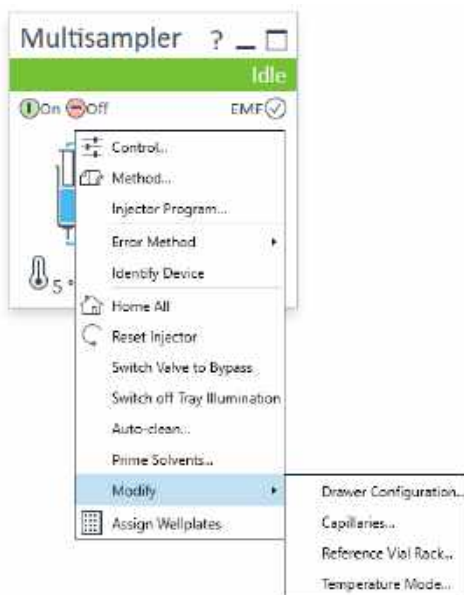 Multisampler ? 
Idle
On Off EMF
Control...
Method...
Injector Program...
Error Method
Identify Device
5 °
Home All
Reset Injector
Switch Valve to Bypass
Switch off Tray Illumination
Auto-clean...
Prime Solvents...
Modify
Drawer Configuration...
Assign Wellplates
Capillaries...
Reference Vial Rack...
Temperature Mode...